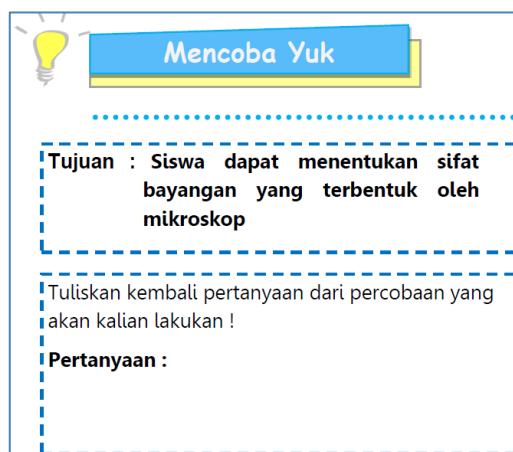 Mencoba Yuk
Tujuan : Siswa dapat menentukan sifat
bayangan yang terbentuk oleh
mikroskop
Tuliskan kembali pertanyaan dari percobaan yang
akan kalian lakukan !
Pertanyaan :